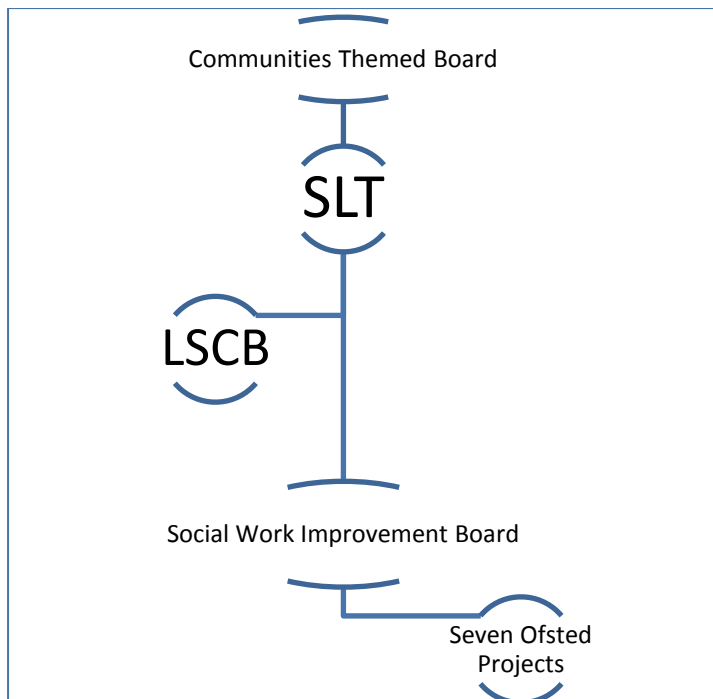 Communities Themed Board
SLT
LSCB
Social Work Improvement Board
Seven Ofsted
Projects